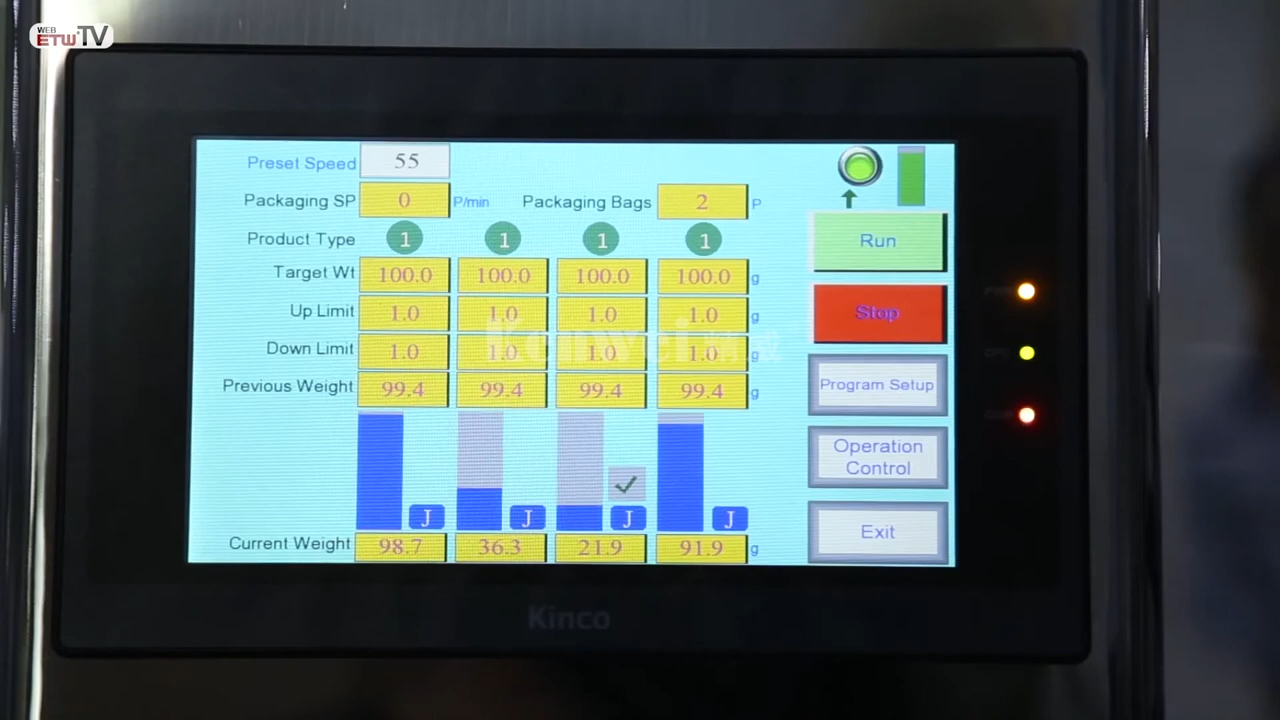 WEB
ETW TV
Preset Speed 55
Packaging SP 0 P/min Packaging Bags 2 P
Product Type 1 1 1 1
Target Wt 100.0 100.0 100.0 100.0 g
Up Limit 1.0 1.0 1.0 1.0 g
Down Limit 1.0 1.0 1.0 1.0 g
Previous Weight 99.4 99.4 99.4 99.4 g
J J J J
Current Weight 98.7 36.3 21.9 91.9 g
Run
Stop
Program Setup
Operation
Control
Exit
Kinco